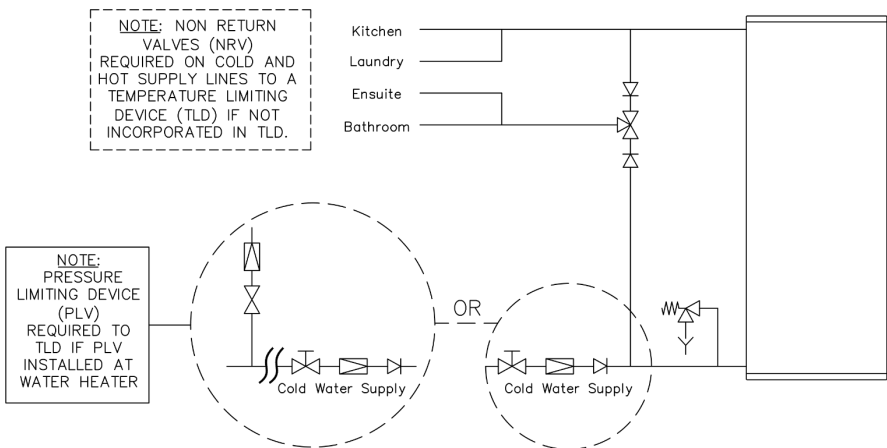 NOTE: NON RETURN
VALVES (NRV)
REQUIRED ON COLD AND
HOT SUPPLY LINES TO A
TEMPERATURE LIMITING
DEVICE (TLD) IF NOT
INCORPORATED IN TLD.
Kitchen
Laundry
Ensuite
Bathroom
NOTE:
PRESSURE
LIMITING DEVICE
(PLV)
REQUIRED TO
TLD IF PLV
INSTALLED AT
WATER HEATER
OR
Cold Water Supply
Cold Water Supply